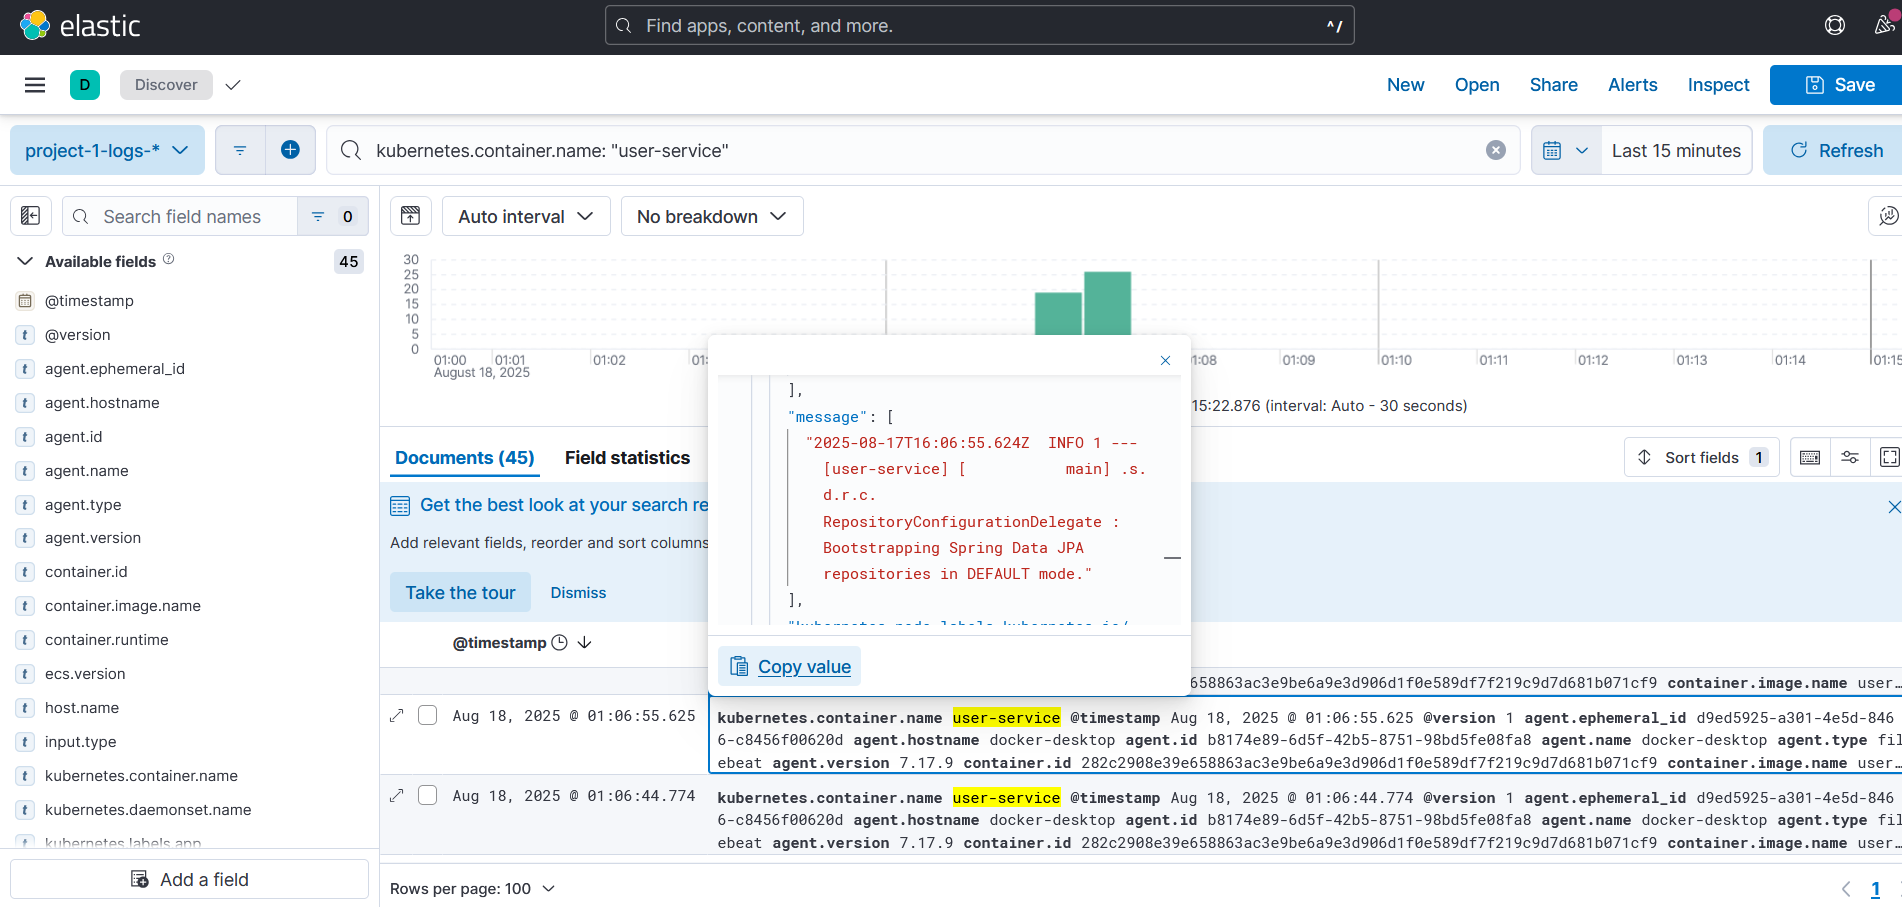 elastic
Find apps, content, and more.
^/
D
Discover
New
Open
Share
Alerts
Inspect
Save
project-1-logs-*
kubernetes.container.name: "user-service"
Last 15 minutes
Refresh
Search field names
0
Auto interval
No breakdown
Available fields
45
@timestamp
@version
agent.ephemeral_id
agent.hostname
agent.id
agent.name
agent.type
agent.version
container.id
container.image.name
container.runtime
ecs.version
host.name
input.type
kubernetes.container.name
kubernetes.daemonset.name
kubernetes.labels.app
Add a field
30
25
20
15
10
5
0
01:00
August 18, 2025
01:01
01:02
01:
1:08
01:09
01:10
01:11
01:12
01:13
01:14
01:15
15:22.876 (interval: Auto - 30 seconds)
Documents (45)
Field statistics
Sort fields
1
Get the best look at your search re
Add relevant fields, reorder and sort columns
Take the tour
Dismiss
],
"message": [
"2025-08-17T16:06:55.624Z  INFO 1 ---
[user-service] [           main] .s.
d.r.c.
RepositoryConfigurationDelegate :
Bootstrapping Spring Data JPA
repositories in DEFAULT mode."
],
Copy value
@timestamp
658863ac3e9be6a9e3d906d1f0e589df7f219c9d7d681b071cf9 container.image.name user…
Aug 18, 2025 @ 01:06:55.625
kubernetes.container.name user-service @timestamp Aug 18, 2025 @ 01:06:55.625 @version 1 agent.ephemeral_id d9ed5925-a301-4e5d-846
6-c8456f00620d agent.hostname docker-desktop agent.id b8174e89-6d5f-42b5-8751-98bd5fe08fa8 agent.name docker-desktop agent.type fil
ebeat agent.version 7.17.9 container.id 282c2908e39e658863ac3e9be6a9e3d906d1f0e589df7f219c9d7d681b071cf9 container.image.name user…
Aug 18, 2025 @ 01:06:44.774
kubernetes.container.name user-service @timestamp Aug 18, 2025 @ 01:06:44.774 @version 1 agent.ephemeral_id d9ed5925-a301-4e5d-846
6-c8456f00620d agent.hostname docker-desktop agent.id b8174e89-6d5f-42b5-8751-98bd5fe08fa8 agent.name docker-desktop agent.type fil
ebeat agent.version 7.17.9 container.id 282c2908e39e658863ac3e9be6a9e3d906d1f0e589df7f219c9d7d681b071cf9 container.image.name user…
Rows per page: 100
1